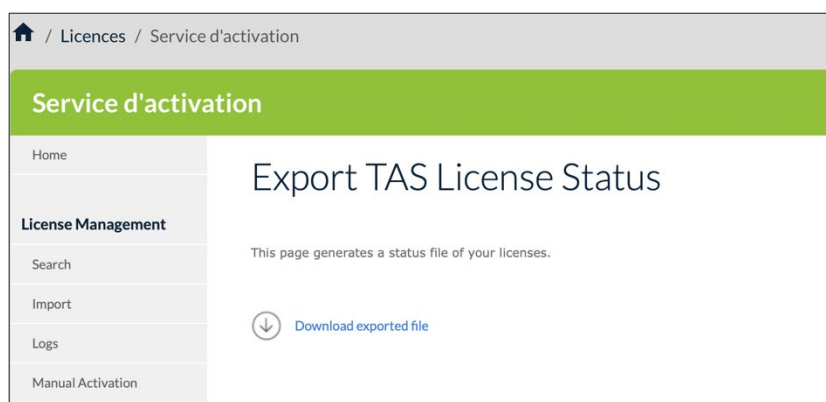 / Licences / Service d'activation
Service d'activation
Home
License Management
Search
Import
Logs
Manual Activation
Export TAS License Status
This page generates a status file of your licenses.
Download exported file